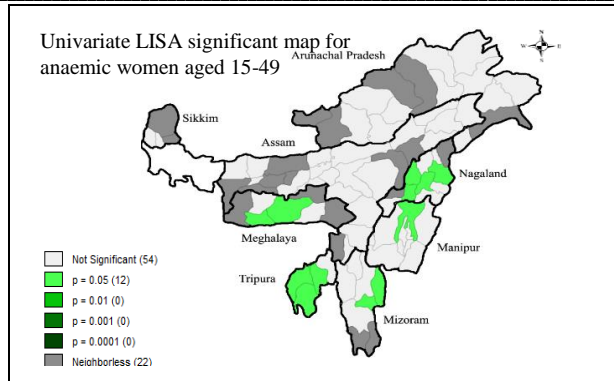 Univariate LISA significant map for
anaemic women aged 15-49
Arunachal Pradesh
W
N
E
S
Sikkim
Assam
Nagaland
Meghalaya
Manipur
Tripura
Mizoram
Not Significant (54)
p = 0.05 (12)
p = 0.01 (0)
p = 0.001 (0)
p = 0.0001 (0)
Neighborless (22)